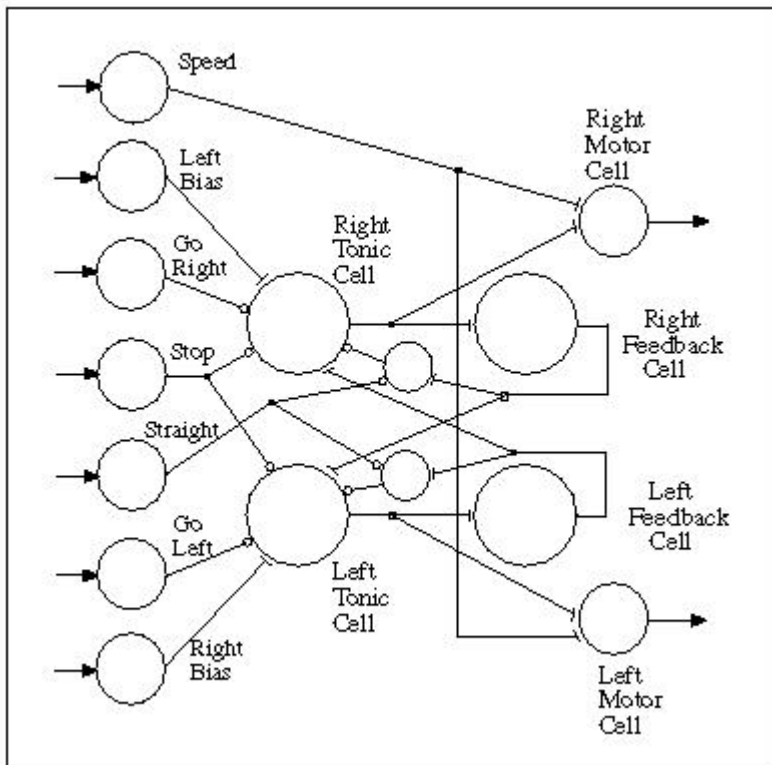 Speed
Left
Bias
Go
Right
Stop
Straight
Go
Left
Right
Bias
Right
Tonic
Cell
Left
Tonic
Cell
Right
Motor
Cell
Right
Feedback
Cell
Left
Feedback
Cell
Left
Motor
Cell